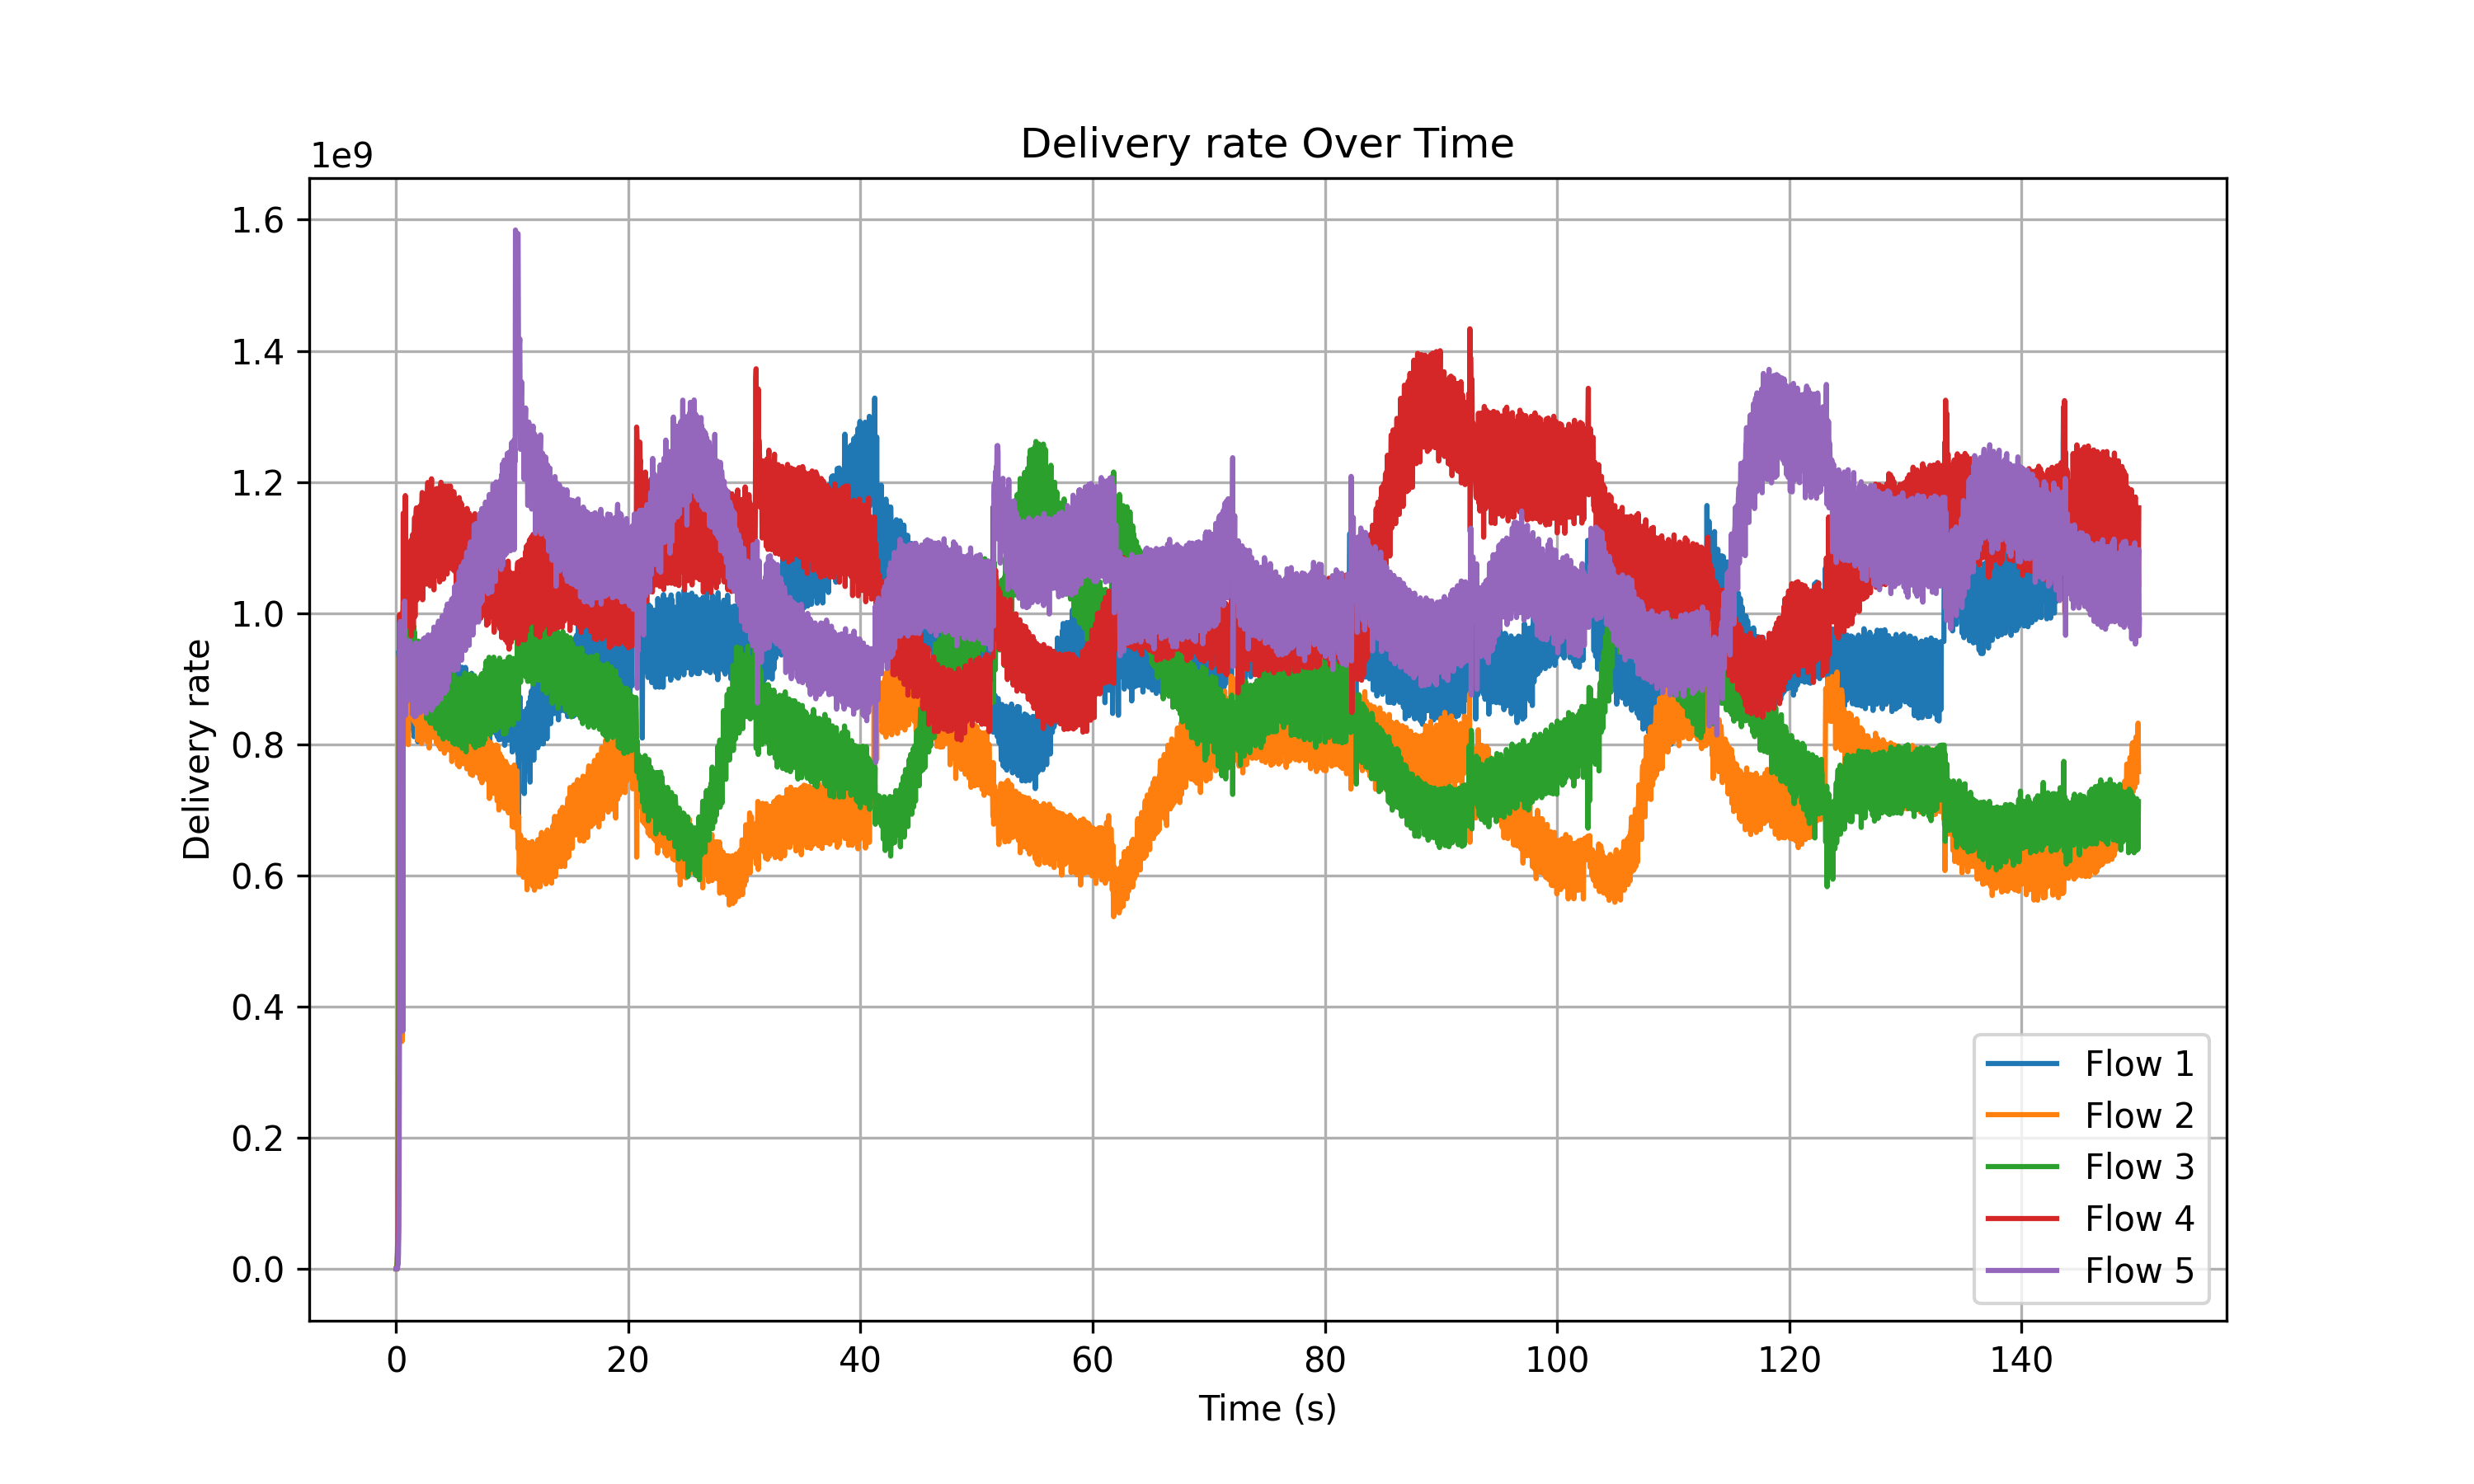 Delivery rate Over Time
1e9
1.6
1.4
1.2
1.0
0.8
0.6
0.4
0.2
0.0
Delivery rate
0 20 40 60 80 100 120 140
Time (s)
Flow 1
Flow 2
Flow 3
Flow 4
Flow 5